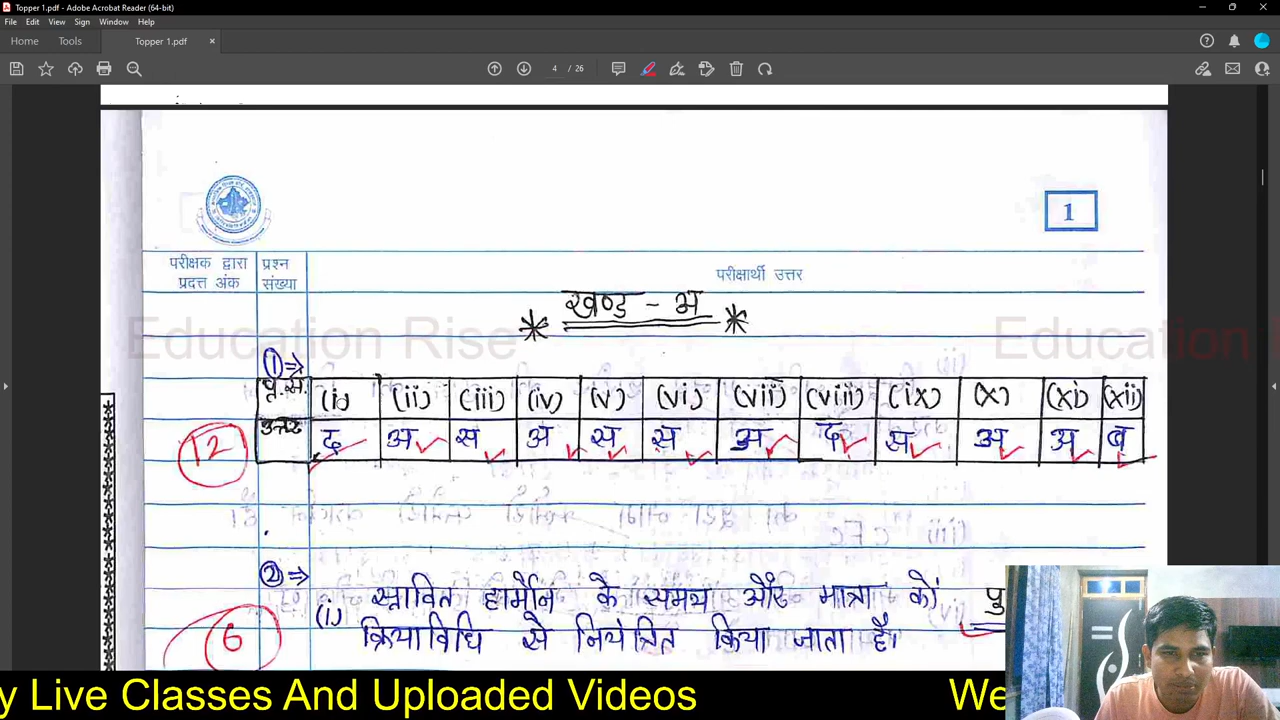 Topper 1.pdf - Adobe Acrobat Reader (64-bit)
File Edit View Sign Window Help
Home Tools Topper 1.pdf
4 / 26
1
परीक्षक द्वारा प्रदत्त अंक
प्रश्न संख्या
परीक्षार्थी उत्तर
* खण्ड - अ *
Education Rise
Education R
1⇒
प्र.सं. (i) (ii) (iii) (iv) (v) (vi) (vii) (viii) (ix) (x) (xi) (xii)
उत्तर द अ स अ स स अ द स अ अ ब
12
2⇒
(i) स्रावित हार्मोन के समय और मात्रा को पु
क्रियाविधि से नियंत्रित किया जाता है।
6
y Live Classes And Uploaded Videos
We